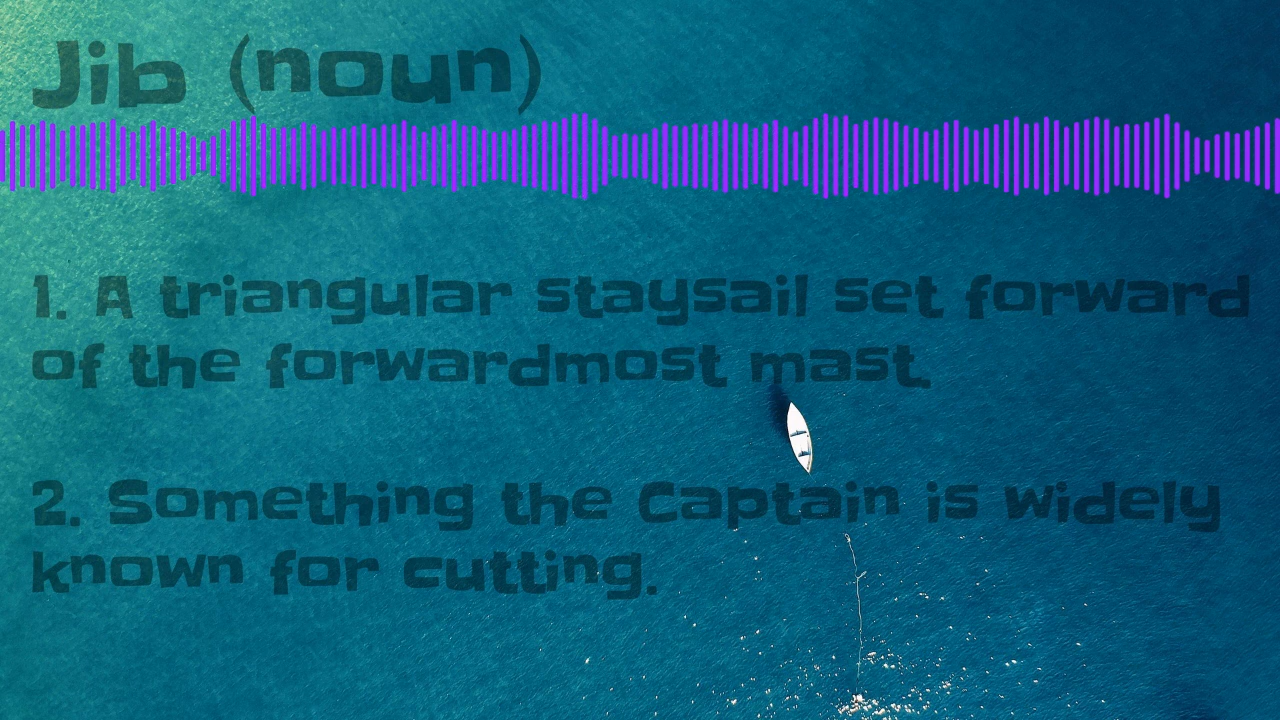 Jib (noun)
1. A triangular staysail set forward
of the forwardmost mast.
2. Something the Captain is widely
known for cutting.